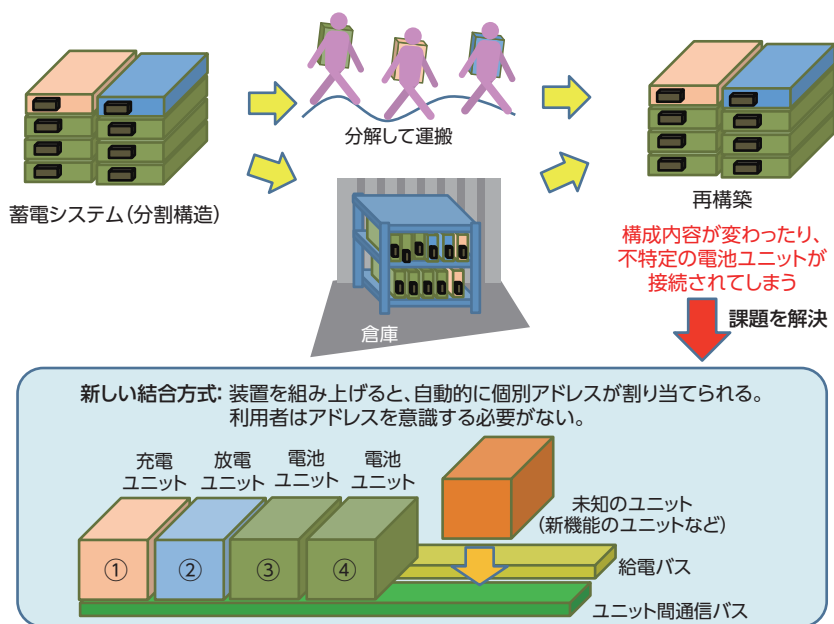 分解して運搬
蓄電システム(分割構造)
倉庫
再構築
構成内容が変わったり、
不特定の電池ユニットが
接続されてしまう
課題を解決
新しい結合方式: 装置を組み上げると、自動的に個別アドレスが割り当てられる。
利用者はアドレスを意識する必要がない。
充電
ユニット
放電
ユニット
電池
ユニット
電池
ユニット
未知のユニット
(新機能のユニットなど)
① ② ③ ④
給電バス
ユニット間通信バス